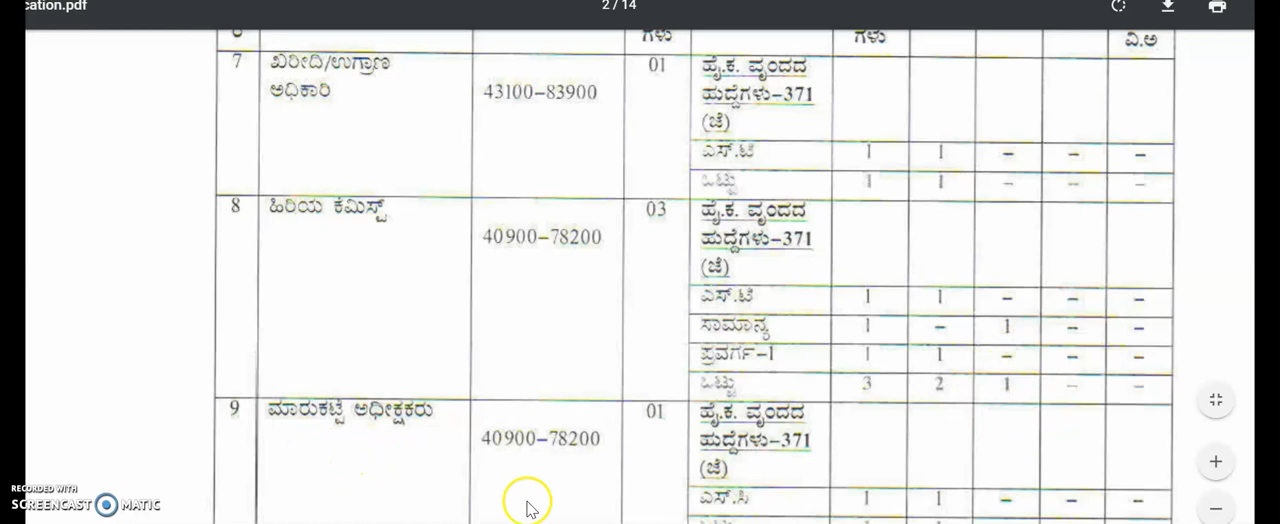 cation.pdf
2 / 14
ಗಳು ಗಳು ವಿ.ಅ
7 ಖರೀದಿ/ಉಗ್ರಾಣ 01 ಹೈ.ಕ. ವೃಂದದ
ಅಧಿಕಾರಿ 43100-83900 ಹುದ್ದೆಗಳು-371
(ಜೆ)
ಎಸ್.ಟಿ 1 1 - - -
ಒಟ್ಟು 1 1 - - -
8 ಹಿರಿಯ ಕೆಮಿಸ್ಟ್ 03 ಹೈ.ಕ. ವೃಂದದ
40900-78200 ಹುದ್ದೆಗಳು-371
(ಜೆ)
ಎಸ್.ಟಿ 1 1 - - -
ಸಾಮಾನ್ಯ 1 - 1 - -
ಪ್ರವರ್ಗ-1 1 1 - - -
ಒಟ್ಟು 3 2 1 - -
9 ಮಾರುಕಟ್ಟೆ ಅಧೀಕ್ಷಕರು 01 ಹೈ.ಕ. ವೃಂದದ
40900-78200 ಹುದ್ದೆಗಳು-371
(ಜೆ)
ಎಸ್.ಸಿ 1 1 - - -
RECORDED WITH
SCREENCAST MATIC